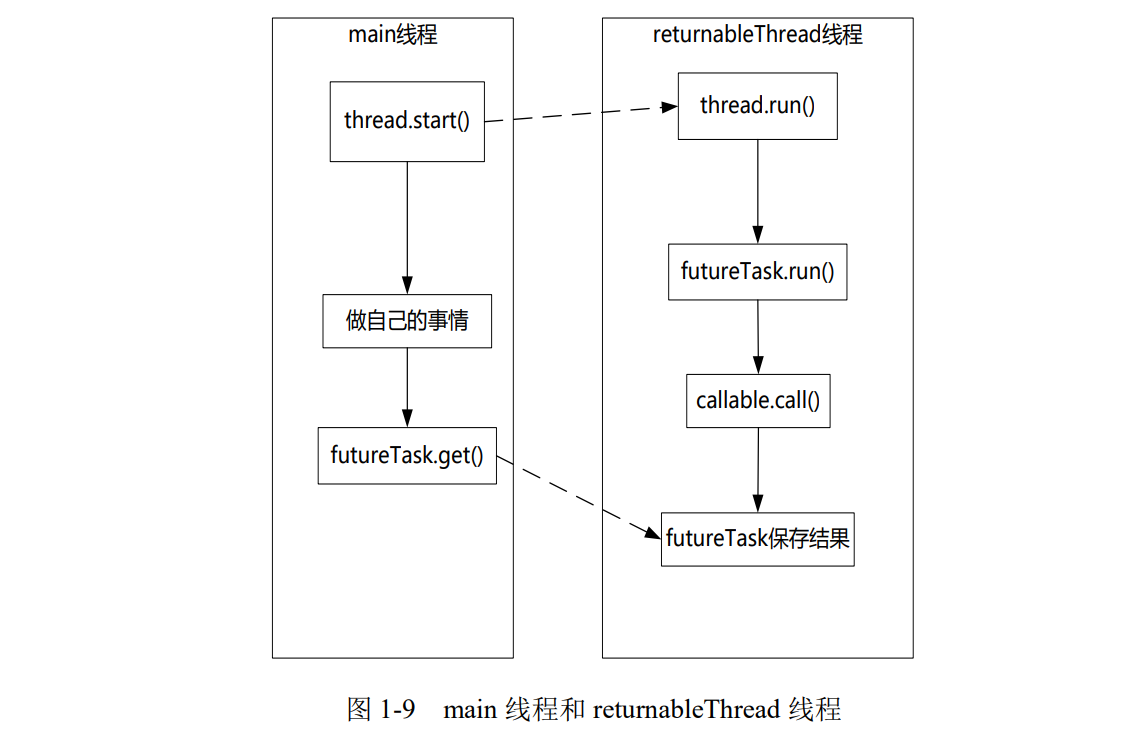 main线程
thread.start()
做自己的事情
futureTask.get()
returnableThread线程
thread.run()
futureTask.run()
callable.call()
futureTask保存结果
图 1-9 main 线程和 returnableThread 线程